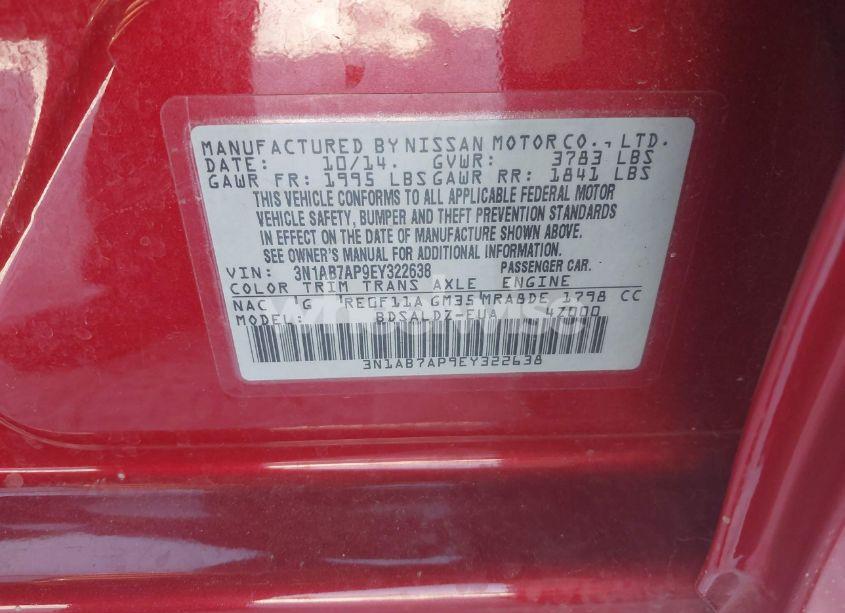 MANUFACTURED BY NISSAN MOTOR CO., LTD.
DATE: 10/14. GVWR: 3783 LBS
GAWR FR: 1995 LBS GAWR RR: 1841 LBS
THIS VEHICLE CONFORMS TO ALL APPLICABLE FEDERAL MOTOR
VEHICLE SAFETY, BUMPER AND THEFT PREVENTION STANDARDS
IN EFFECT ON THE DATE OF MANUFACTURE SHOWN ABOVE.
SEE OWNER'S MANUAL FOR ADDITIONAL INFORMATION.
VIN: 3N1AB7AP9EY322638 PASSENGER CAR.
COLOR TRIM TRANS AXLE ENGINE
NAC G RE0F11A GM35 MRA8DE 1798 CC
MODEL: BDSALDZ-EUA 4Z000
3N1AB7AP9EY322638